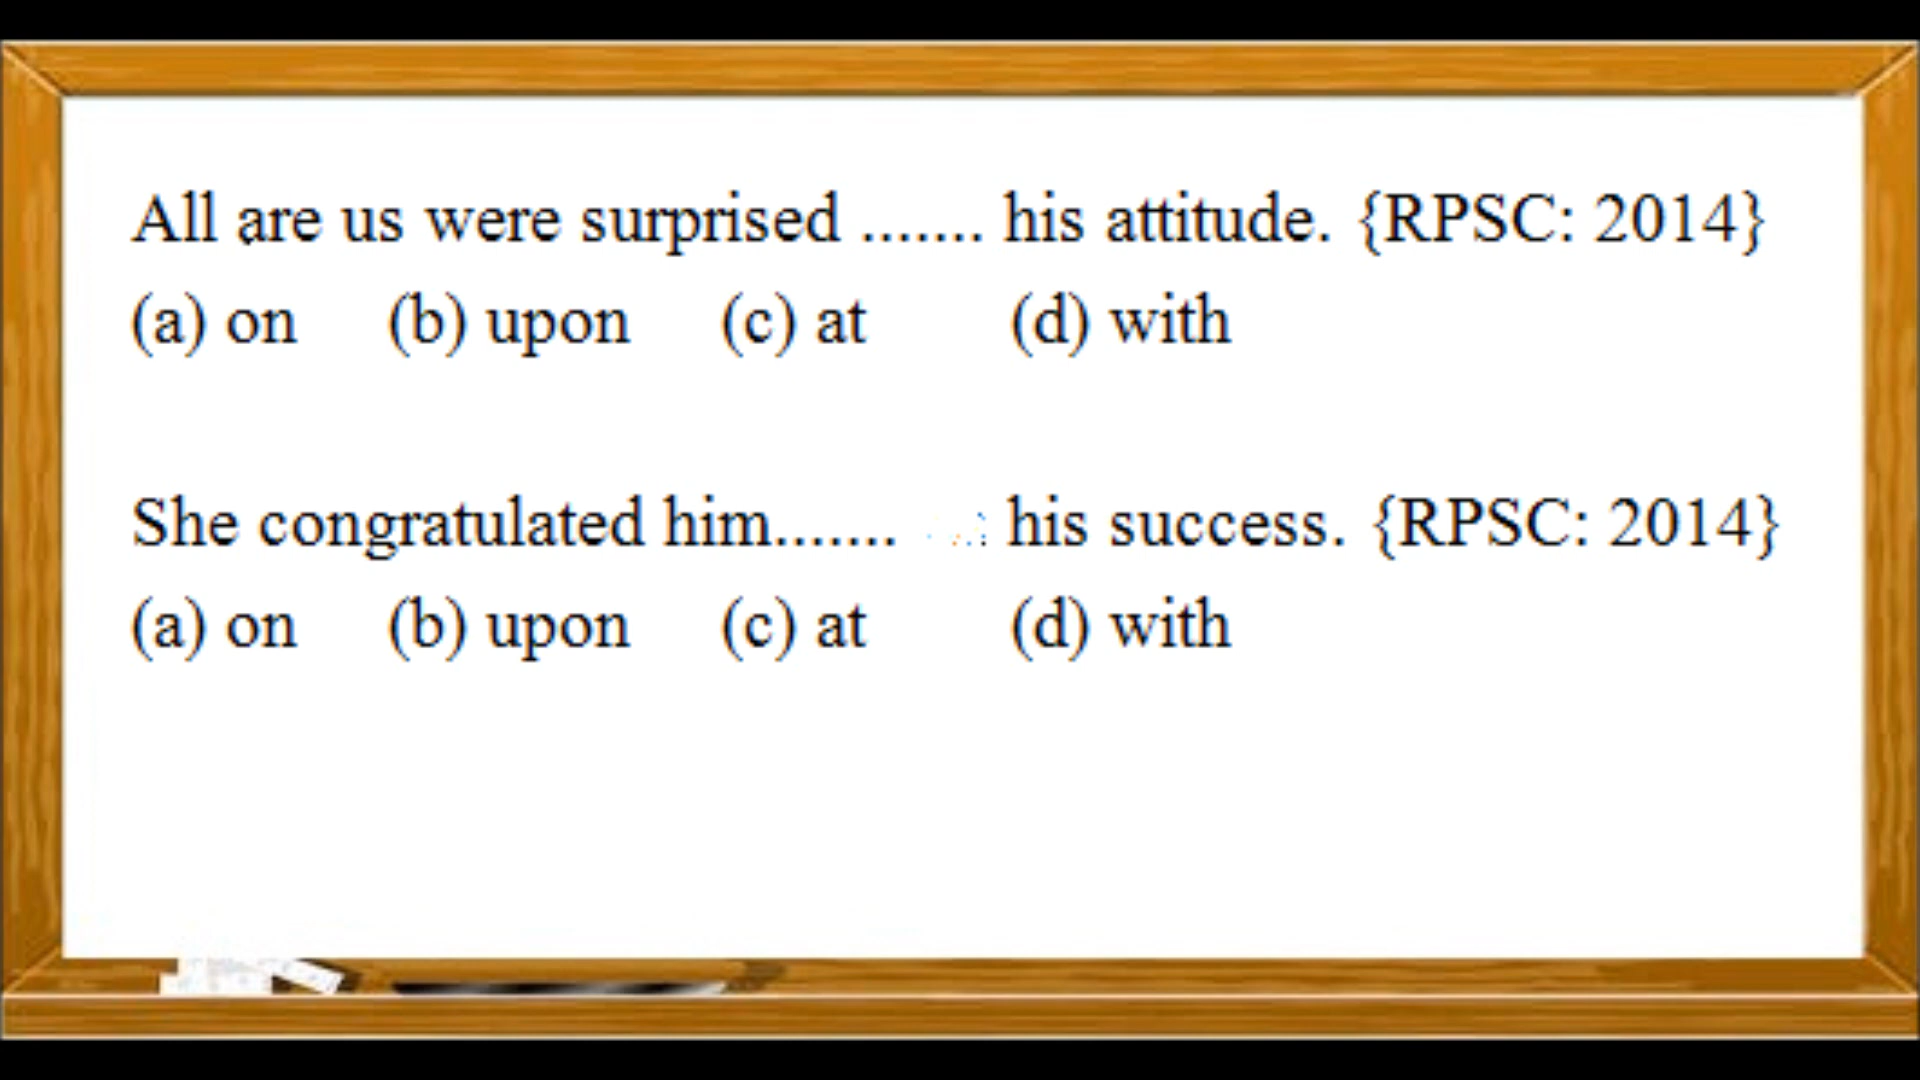 All are us were surprised ....... his attitude. {RPSC: 2014}
(a) on (b) upon (c) at (d) with
She congratulated him....... his success. {RPSC: 2014}
(a) on (b) upon (c) at (d) with